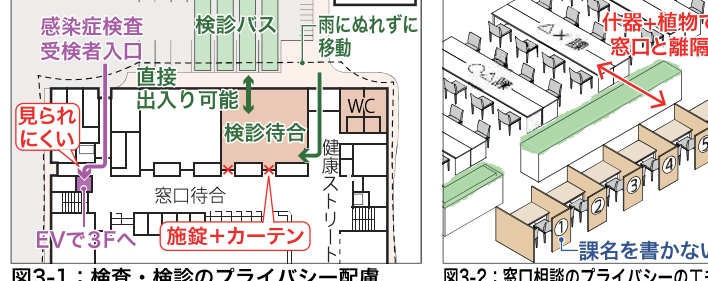 感染症検査
受検者入口
検診バス
雨にぬれずに
移動
直接
出入り可能
見られ
にくい
検診待合
WC
健康ストリート
窓口待合
EVで3Fへ
施錠+カーテン
図3-1：検査・検診のプライバシー配慮
什器+植物で
窓口と離隔
△×課
○△課
①
②
③
④
⑤
課名を書かない
図3-2：窓口相談のプライバシーの工